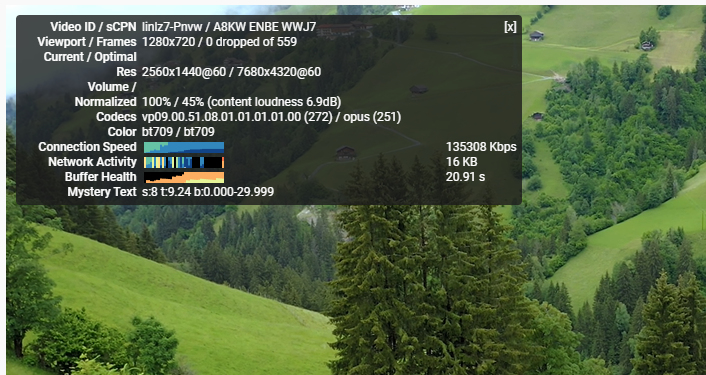 Video ID / sCPN linlz7-Pnvw / A8KW ENBE WWJ7 [x]
Viewport / Frames 1280x720 / 0 dropped of 559
Current / Optimal
Res 2560x1440@60 / 7680x4320@60
Volume /
Normalized 100% / 45% (content loudness 6.9dB)
Codecs vp09.00.51.08.01.01.01.01.00 (272) / opus (251)
Color bt709 / bt709
Connection Speed 135308 Kbps
Network Activity 16 KB
Buffer Health 20.91 s
Mystery Text s:8 t:9.24 b:0.000-29.999